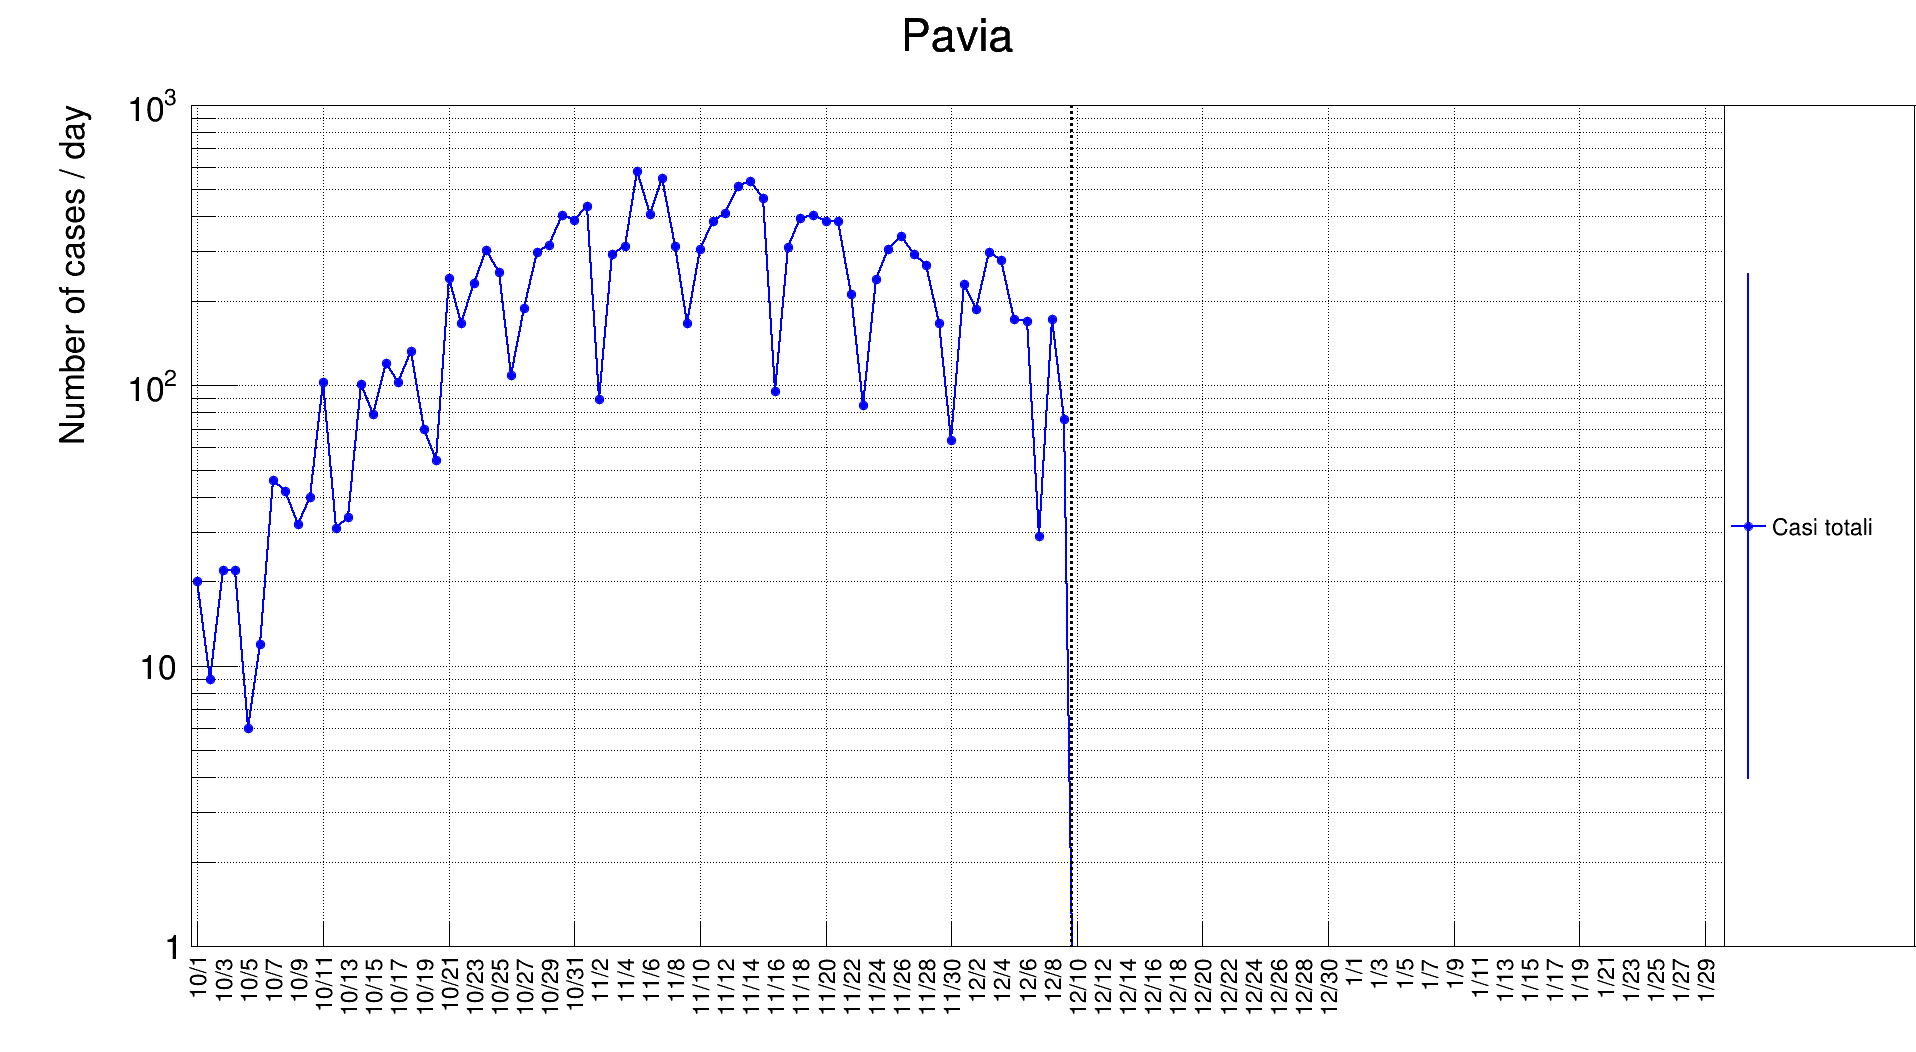 Pavia
Number of cases / day
10³
10²
10
1
10/1 10/3 10/5 10/7 10/9 10/11 10/13 10/15 10/17 10/19 10/21 10/23 10/25 10/27 10/29 10/31 11/2 11/4 11/6 11/8 11/10 11/12 11/14 11/16 11/18 11/20 11/22 11/24 11/26 11/28 11/30 12/2 12/4 12/6 12/8 12/10 12/12 12/14 12/16 12/18 12/20 12/22 12/24 12/26 12/28 12/30 1/1 1/3 1/5 1/7 1/9 1/11 1/13 1/15 1/17 1/19 1/21 1/23 1/25 1/27 1/29
Casi totali